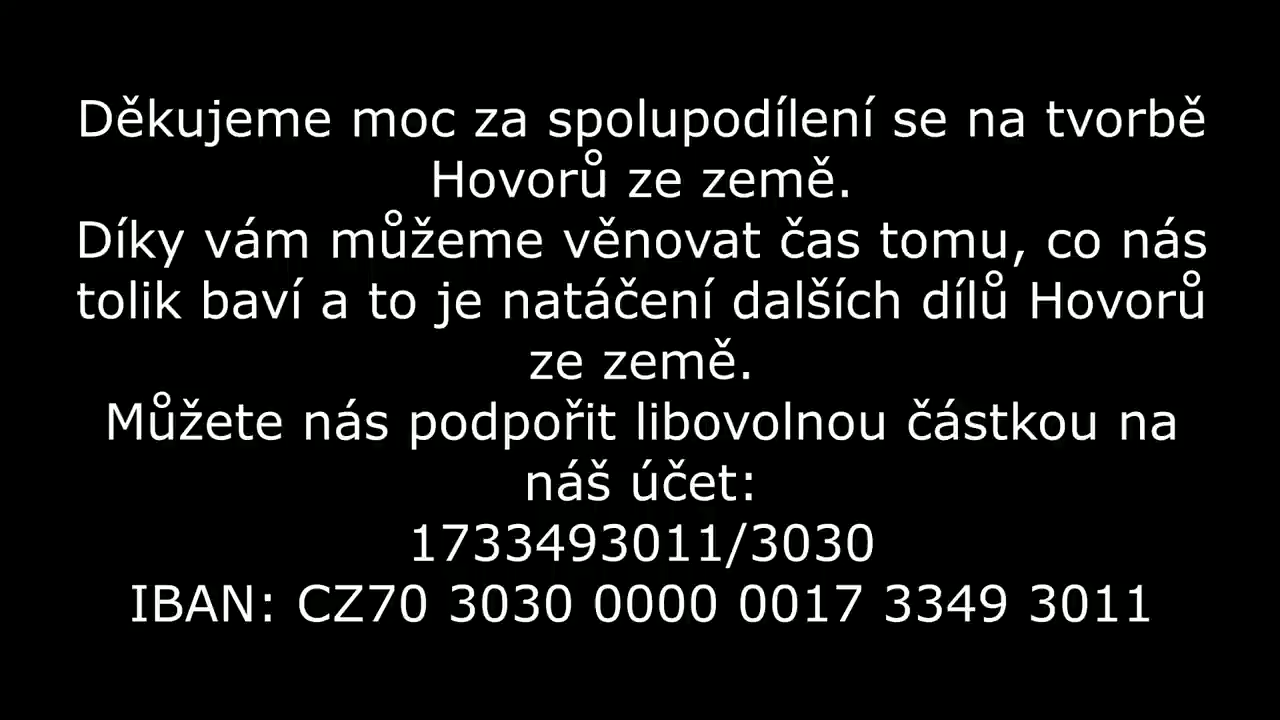 Děkujeme moc za spolupodílení se na tvorbě
Hovorů ze země.
Díky vám můžeme věnovat čas tomu, co nás
tolik baví a to je natáčení dalších dílů Hovorů
ze země.
Můžete nás podpořit libovolnou částkou na
náš účet:
1733493011/3030
IBAN: CZ70 3030 0000 0017 3349 3011